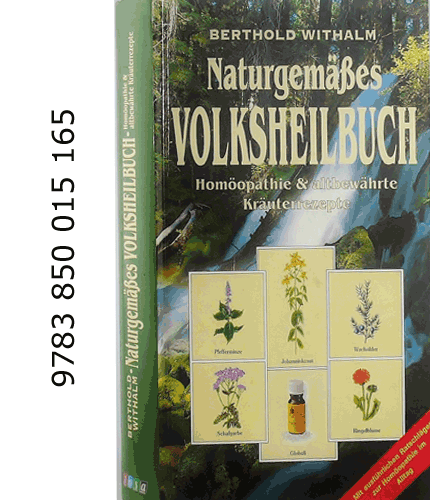 9783 850 015 165
BERTHOLD WITHALM
Naturgemäßes
VOLKSHEILBUCH
Homöopathie & altbewährte
Kräuterrezepte
Pfefferminze
Johanniskraut
Wacholder
Schafgarbe
Globuli
Ringelblume
Mit ausführlichen Ratschlägen
zur Homöopathie im
Alltag
BERTHOLD WITHALM - Naturgemäßes VOLKSHEILBUCH - Homöopathie & altbewährte Kräuterrezepte